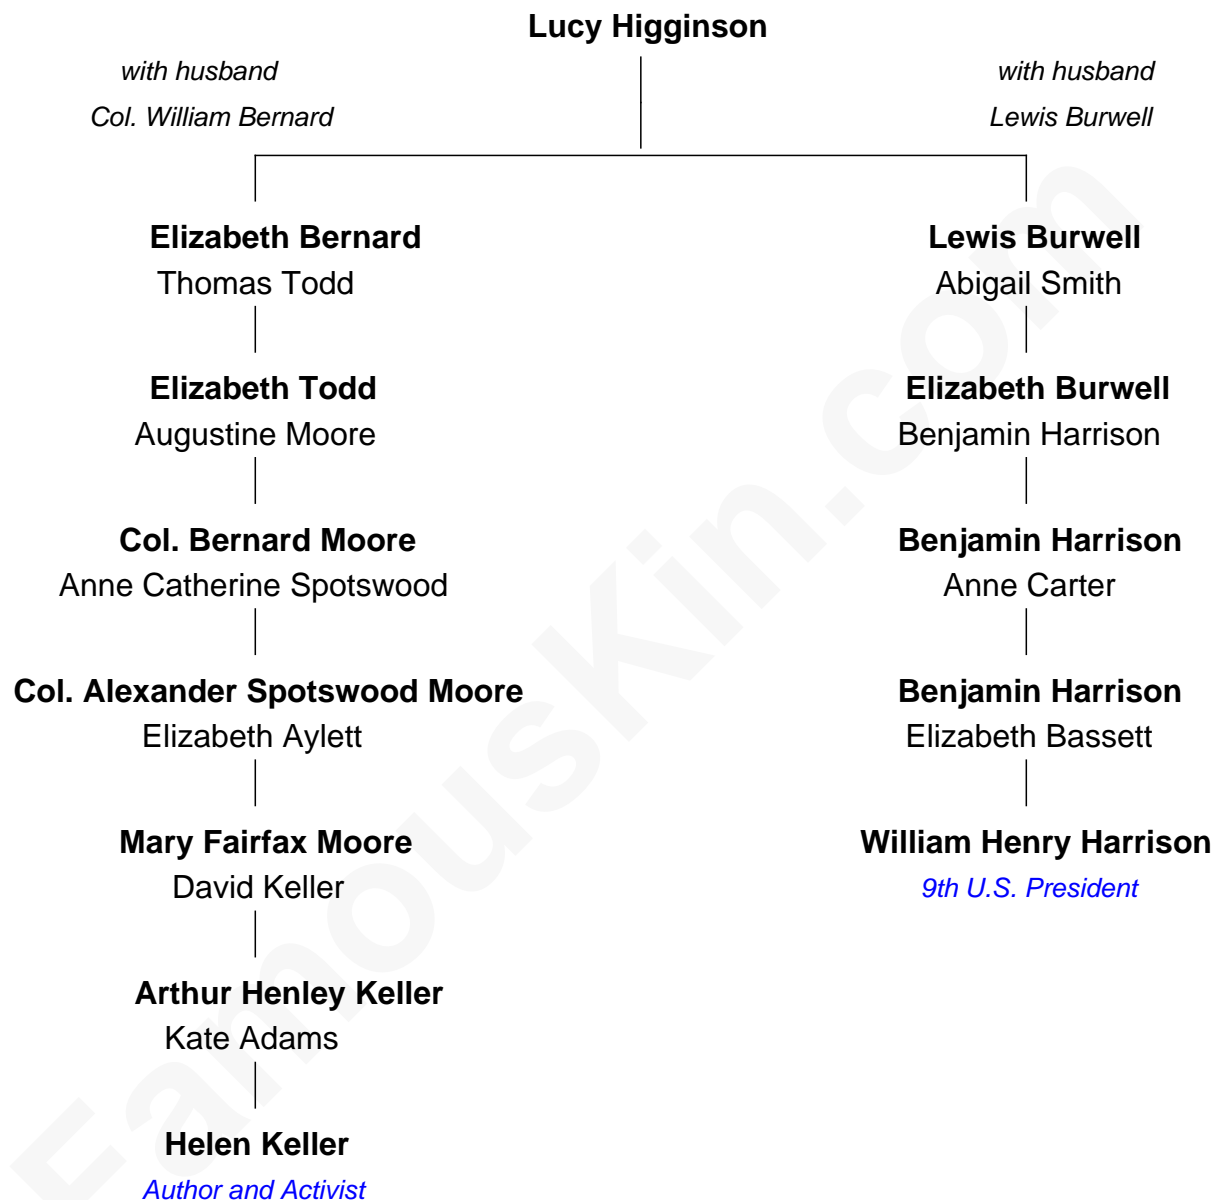 Lucy Higginson
with husband
Col. William Bernard
with husband
Lewis Burwell
Elizabeth Bernard
Thomas Todd
Elizabeth Todd
Augustine Moore
Col. Bernard Moore
Anne Catherine Spotswood
Col. Alexander Spotswood Moore
Elizabeth Aylett
Mary Fairfax Moore
David Keller
Arthur Henley Keller
Kate Adams
Helen Keller
Author and Activist
Lewis Burwell
Abigail Smith
Elizabeth Burwell
Benjamin Harrison
Benjamin Harrison
Anne Carter
Benjamin Harrison
Elizabeth Bassett
William Henry Harrison
9th U.S. President
FamousKin.com